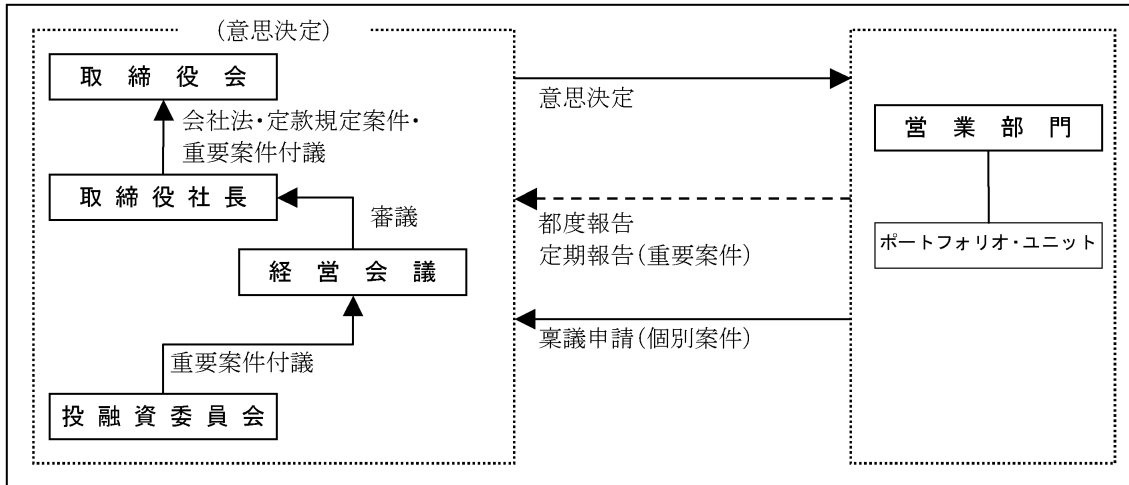 (意思決定)
取締役会
会社法・定款規定案件・
重要案件付議
取締役社長
審議
経営会議
重要案件付議
投融資委員会
意思決定
都度報告
定期報告(重要案件)
稟議申請(個別案件)
営業部門
ポートフォリオ・ユニット